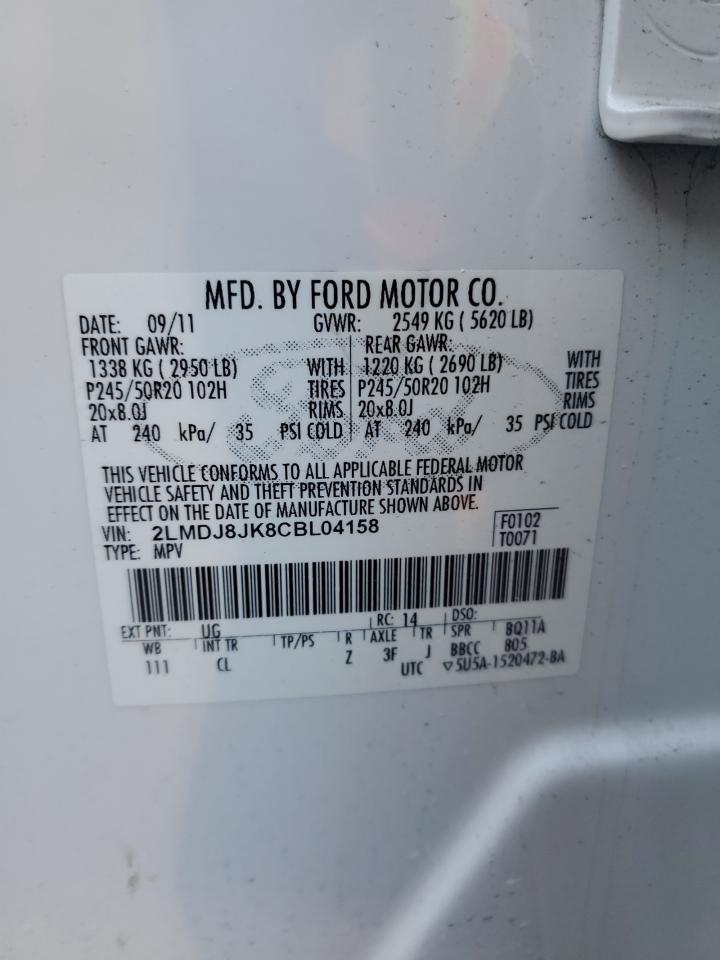 MFD. BY FORD MOTOR CO.
DATE: 09/11 GVWR: 2549 KG ( 5620 LB)
FRONT GAWR: REAR GAWR:
1338 KG ( 2950 LB) WITH 1220 KG ( 2690 LB) WITH
P245/50R20 102H TIRES P245/50R20 102H TIRES
20x8.0J RIMS 20x8.0J RIMS
AT 240 kPa/ 35 PSI COLD AT 240 kPa/ 35 PSI COLD
THIS VEHICLE CONFORMS TO ALL APPLICABLE FEDERAL MOTOR
VEHICLE SAFETY AND THEFT PREVENTION STANDARDS IN
EFFECT ON THE DATE OF MANUFACTURE SHOWN ABOVE.
VIN: 2LMDJ8JK8CBL04158 F0102
TYPE: MPV T0071
EXT PNT: UG RC: 14 DSO:
WB INT TR TP/PS R AXLE TR SPR BQ11A
111 CL Z 3F J BBCC 805
UTC ▽5U5A-1520472-BA